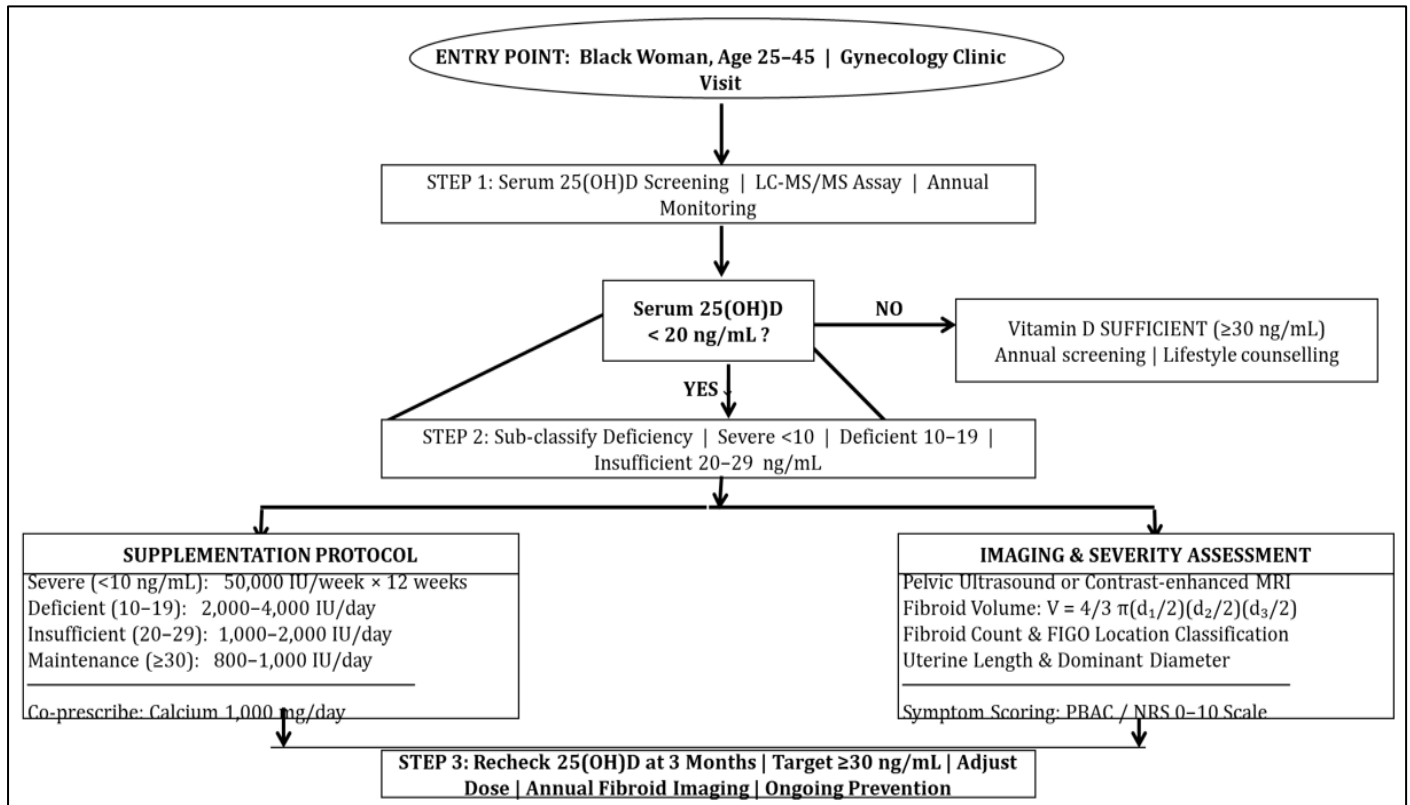 ENTRY POINT: Black Woman, Age 25–45 | Gynecology Clinic
Visit
STEP 1: Serum 25(OH)D Screening | LC-MS/MS Assay | Annual
Monitoring
Serum 25(OH)D
< 20 ng/mL ?
NO
Vitamin D SUFFICIENT (≥30 ng/mL)
Annual screening | Lifestyle counselling
YES
STEP 2: Sub-classify Deficiency | Severe <10 | Deficient 10–19 |
Insufficient 20–29 ng/mL
SUPPLEMENTATION PROTOCOL
Severe (<10 ng/mL): 50,000 IU/week × 12 weeks
Deficient (10–19): 2,000–4,000 IU/day
Insufficient (20–29): 1,000–2,000 IU/day
Maintenance (≥30): 800–1,000 IU/day
Co-prescribe: Calcium 1,000 mg/day
IMAGING & SEVERITY ASSESSMENT
Pelvic Ultrasound or Contrast-enhanced MRI
Fibroid Volume: V = 4/3 π(d₁/2)(d₂/2)(d₃/2)
Fibroid Count & FIGO Location Classification
Uterine Length & Dominant Diameter
Symptom Scoring: PBAC / NRS 0–10 Scale
STEP 3: Recheck 25(OH)D at 3 Months | Target ≥30 ng/mL | Adjust
Dose | Annual Fibroid Imaging | Ongoing Prevention